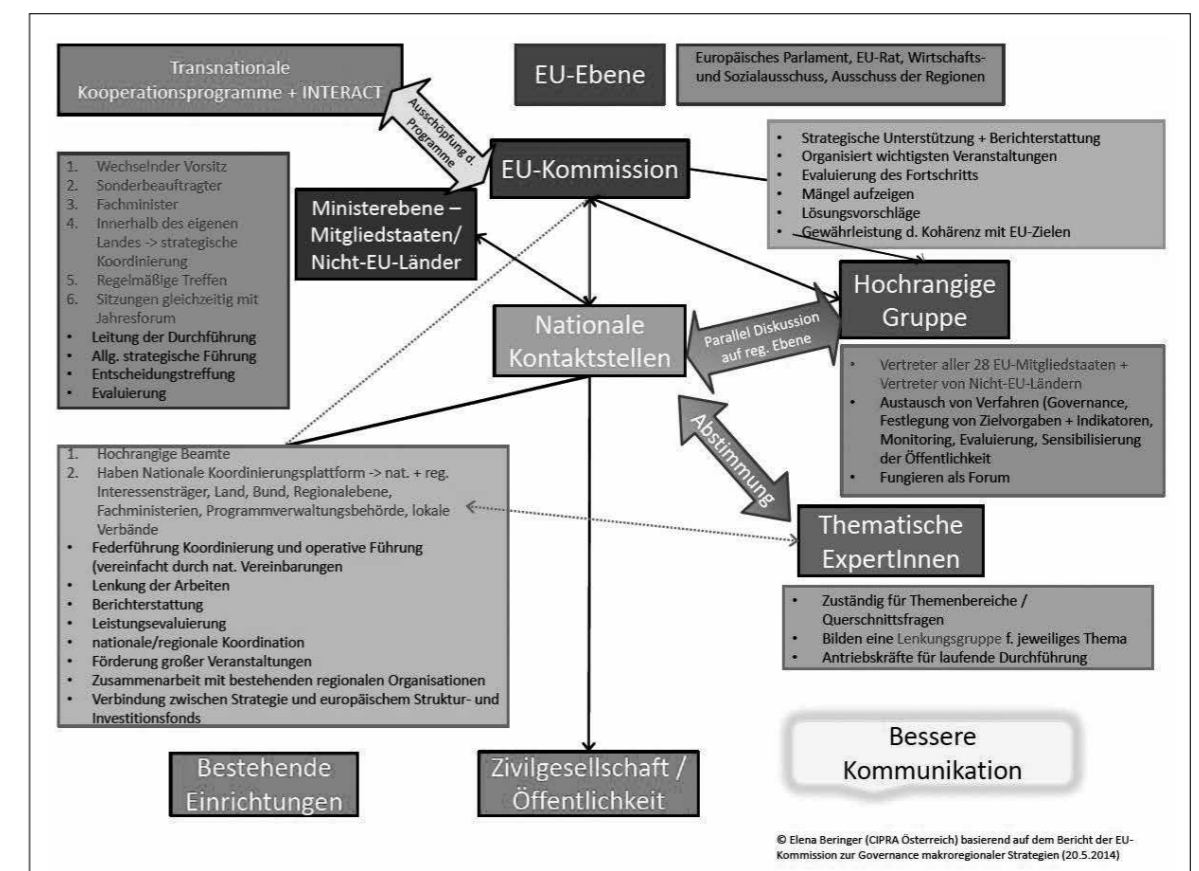 Transnationale
Kooperationsprogramme + INTERACT
EU-Ebene
Europäisches Parlament, EU-Rat, Wirtschafts-
und Sozialausschuss, Ausschuss der Regionen
Ausschöpfung d.
Programme
EU-Kommission
• Strategische Unterstützung + Berichterstattung
• Organisiert wichtigsten Veranstaltungen
• Evaluierung des Fortschritts
• Mängel aufzeigen
• Lösungsvorschläge
• Gewährleistung d. Kohärenz mit EU-Zielen
1. Wechselnder Vorsitz
2. Sonderbeauftragter
3. Fachminister
4. Innerhalb des eigenen
Landes -> strategische
Koordinierung
5. Regelmäßige Treffen
6. Sitzungen gleichzeitig mit
Jahresforum
• Leitung der Durchführung
• Allg. strategische Führung
• Entscheidungstreffung
• Evaluierung
Ministerebene –
Mitgliedstaaten/
Nicht-EU-Länder
Hochrangige
Gruppe
Nationale
Kontaktstellen
Parallel Diskussion
auf reg. Ebene
• Vertreter aller 28 EU-Mitgliedstaaten +
Vertreter von Nicht-EU-Ländern
• Austausch von Verfahren (Governance,
Festlegung von Zielvorgaben + Indikatoren,
Monitoring, Evaluierung, Sensibilisierung
der Öffentlichkeit
• Fungieren als Forum
Abstimmung
1. Hochrangige Beamte
2. Haben Nationale Koordinierungsplattform -> nat. + reg.
Interessensträger, Land, Bund, Regionalebene,
Fachministerien, Programmverwaltungsbehörde, lokale
Verbände
• Federführung Koordinierung und operative Führung
(vereinfacht durch nat. Vereinbarungen
• Lenkung der Arbeiten
• Berichterstattung
• Leistungsevaluierung
• nationale/regionale Koordination
• Förderung großer Veranstaltungen
• Zusammenarbeit mit bestehenden regionalen Organisationen
• Verbindung zwischen Strategie und europäischem Struktur- und
Investitionsfonds
Thematische
ExpertInnen
• Zuständig für Themenbereiche /
Querschnittsfragen
• Bilden eine Lenkungsgruppe f. jeweiliges Thema
• Antriebskräfte für laufende Durchführung
Bessere
Kommunikation
Bestehende
Einrichtungen
Zivilgesellschaft /
Öffentlichkeit
© Elena Beringer (CIPRA Österreich) basierend auf dem Bericht der EU-
Kommission zur Governance makroregionaler Strategien (20.5.2014)